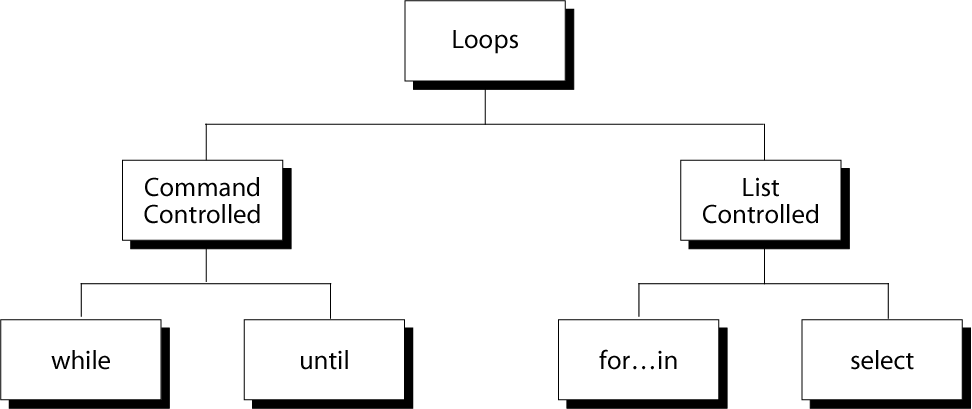 Loops
Command
Controlled
List
Controlled
while
until
for…in
select